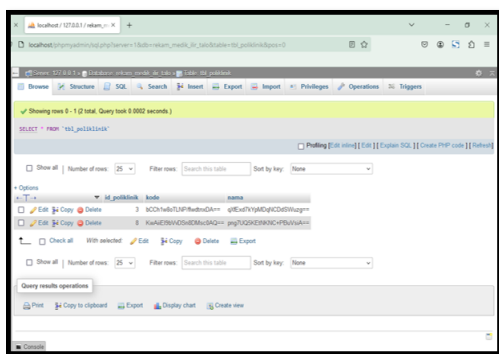 localhost / 127.0.0.1 / rekam_m
localhost/phpmyadmin/sql.php?server=1&db=rekam_medik_ilir_talo&table=tbl_poliklinik&pos=0
Server: 127.0.0.1 » Database: rekam_medik_ilir_talo » Table: tbl_poliklinik
Browse Structure SQL Search Insert Export Import Privileges Operations Triggers
Showing rows 0 - 1 (2 total, Query took 0.0002 seconds.)
SELECT * FROM `tbl_poliklinik`
Profiling [Edit inline] [ Edit ] [ Explain SQL ] [ Create PHP code ] [ Refresh]
Show all Number of rows: 25 Filter rows: Search this table Sort by key: None
+ Options
id_poliklinik kode nama
Edit Copy Delete 3
Edit Copy Delete 8
Check all With selected: Edit Copy Delete Export
Show all Number of rows: 25 Filter rows: Search this table Sort by key: None
Query results operations
Print Copy to clipboard Export Display chart Create view
Console